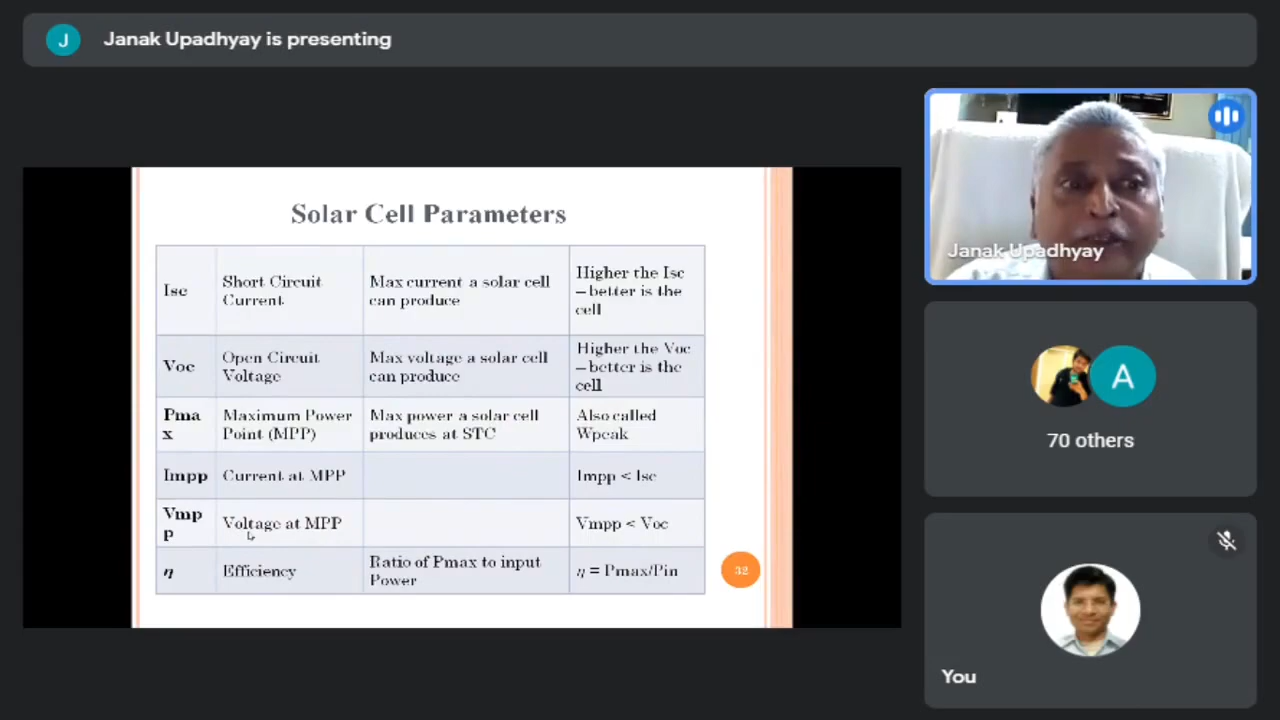 J
Janak Upadhyay is presenting
Solar Cell Parameters
Isc
Short Circuit
Current
Max current a solar cell
can produce
Higher the Isc
– better is the
cell
Voc
Open Circuit
Voltage
Max voltage a solar cell
can produce
Higher the Voc
– better is the
cell
Pma
x
Maximum Power
Point (MPP)
Max power a solar cell
produces at STC
Also called
Wpeak
Impp
Current at MPP
Impp < Isc
Vmp
p
Voltage at MPP
Vmpp < Voc
η
Efficiency
Ratio of Pmax to input
Power
η = Pmax/Pin
32
Janak Upadhyay
A
70 others
You